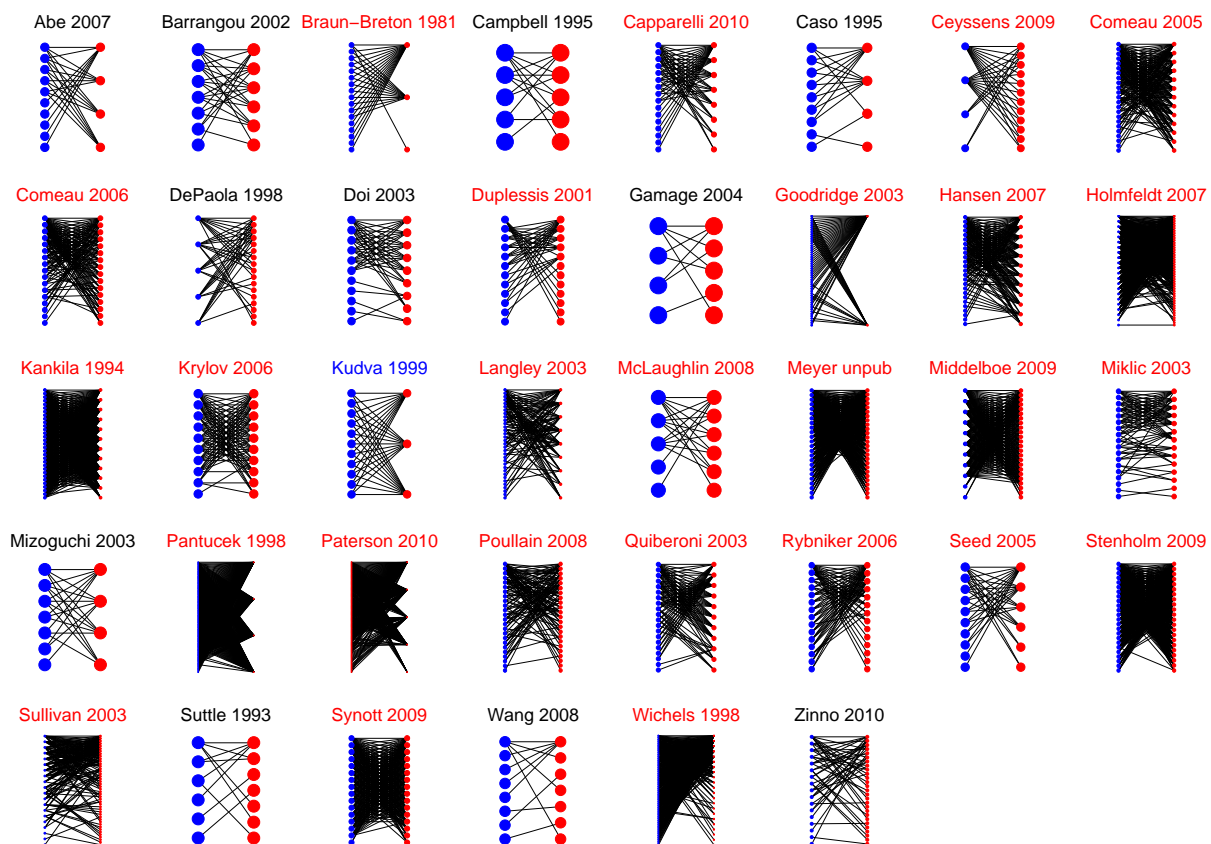 Abe 2007 Barrangou 2002 Braun−Breton 1981 Campbell 1995 Capparelli 2010 Caso 1995 Ceyssens 2009 Comeau 2005
Comeau 2006 DePaola 1998 Doi 2003 Duplessis 2001 Gamage 2004 Goodridge 2003 Hansen 2007 Holmfeldt 2007
Kankila 1994 Krylov 2006 Kudva 1999 Langley 2003 McLaughlin 2008 Meyer unpub Middelboe 2009 Miklic 2003
Mizoguchi 2003 Pantucek 1998 Paterson 2010 Poullain 2008 Quiberoni 2003 Rybniker 2006 Seed 2005 Stenholm 2009
Sullivan 2003 Suttle 1993 Synott 2009 Wang 2008 Wichels 1998 Zinno 2010